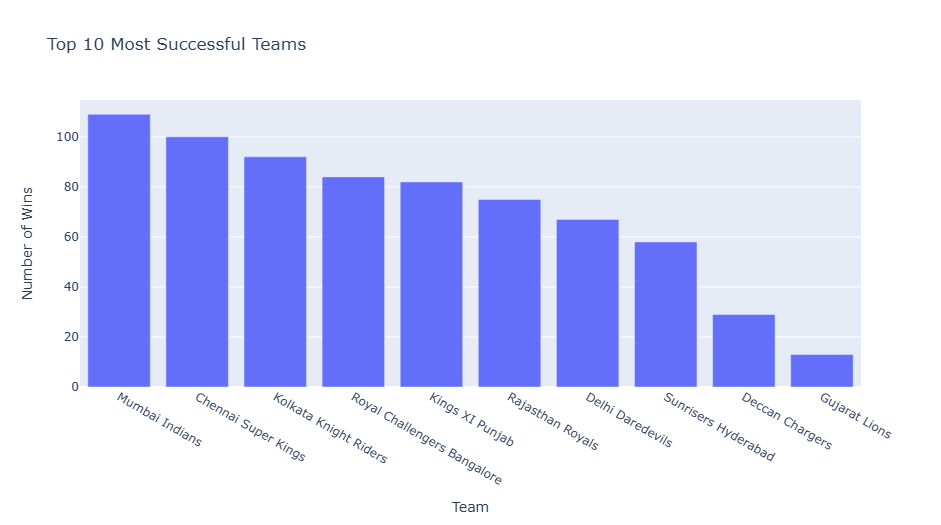 Top 10 Most Successful Teams
Number of Wins
100
80
60
40
20
0
Mumbai Indians
Chennai Super Kings
Kolkata Knight Riders
Royal Challengers Bangalore
Kings XI Punjab
Rajasthan Royals
Delhi Daredevils
Sunrisers Hyderabad
Deccan Chargers
Gujarat Lions
Team